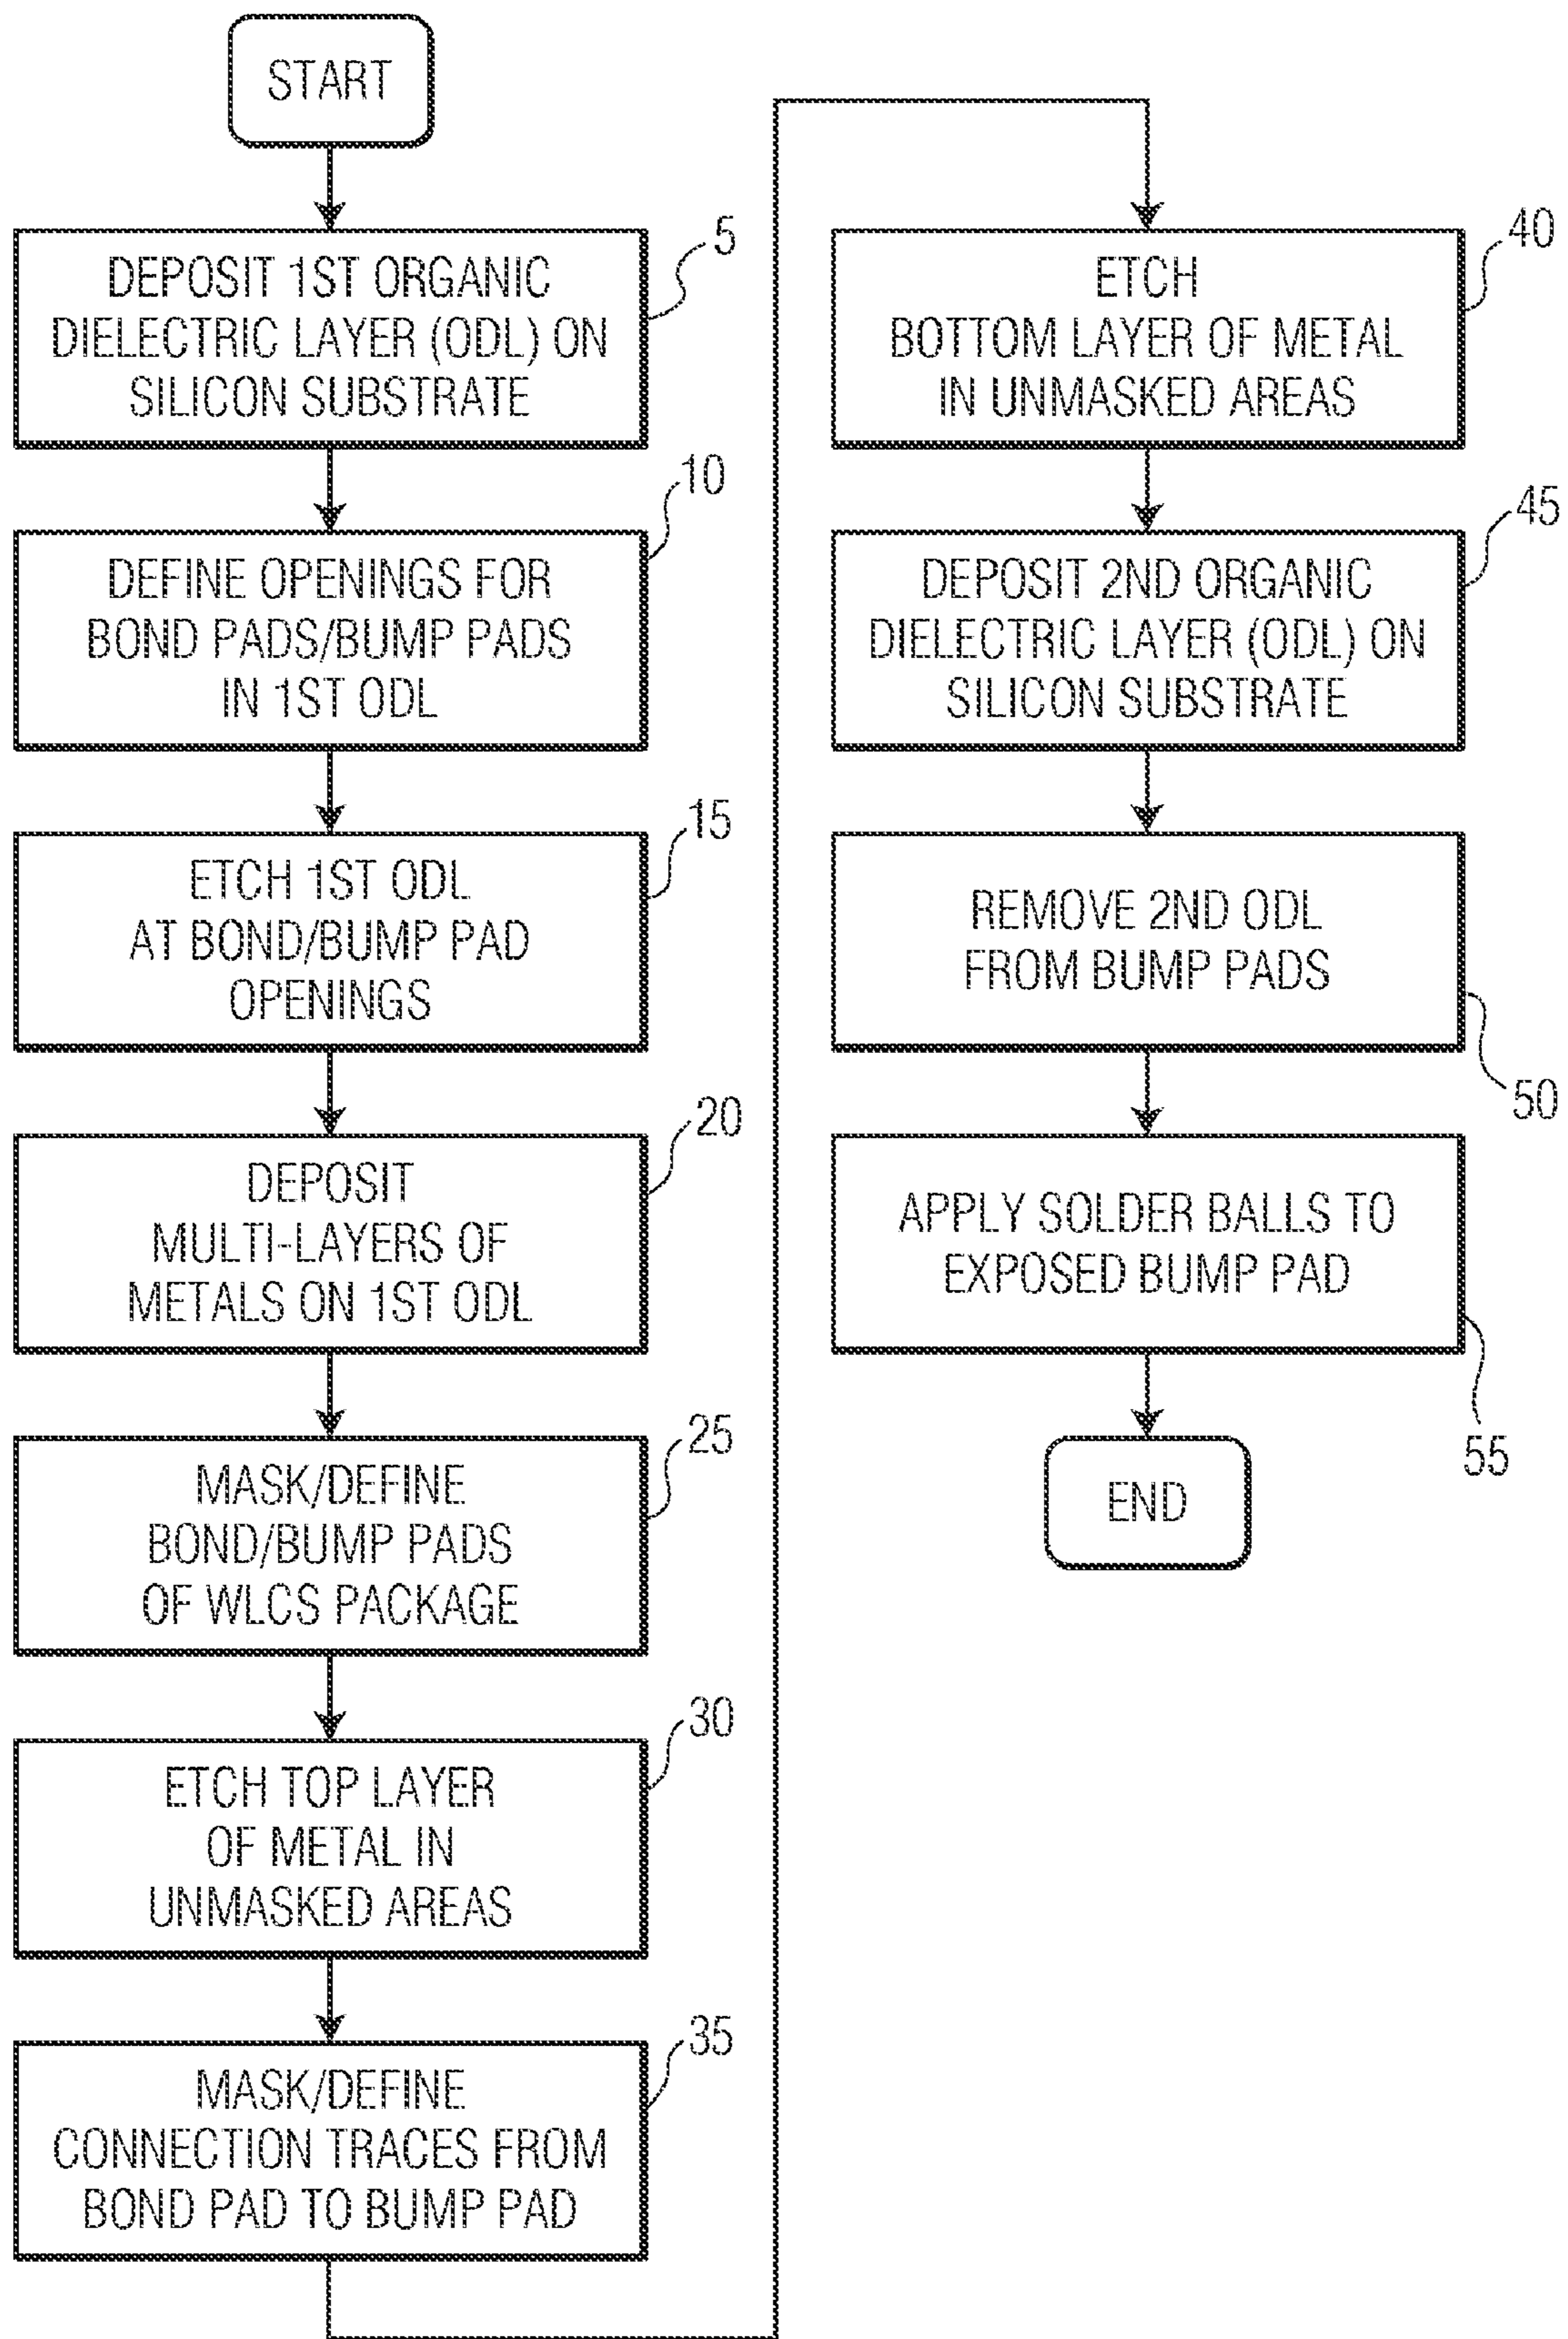 START
DEPOSIT 1ST ORGANIC
DIELECTRIC LAYER (ODL) ON
SILICON SUBSTRATE
5
DEFINE OPENINGS FOR
BOND PADS/BUMP PADS
IN 1ST ODL
10
ETCH 1ST ODL
AT BOND/BUMP PAD
OPENINGS
15
DEPOSIT
MULTI-LAYERS OF
METALS ON 1ST ODL
20
MASK/DEFINE
BOND/BUMP PADS
OF WLCS PACKAGE
25
ETCH TOP LAYER
OF METAL IN
UNMASKED AREAS
30
MASK/DEFINE
CONNECTION TRACES FROM
BOND PAD TO BUMP PAD
35
ETCH
BOTTOM LAYER OF METAL
IN UNMASKED AREAS
40
DEPOSIT 2ND ORGANIC
DIELECTRIC LAYER (ODL) ON
SILICON SUBSTRATE
45
REMOVE 2ND ODL
FROM BUMP PADS
50
APPLY SOLDER BALLS TO
EXPOSED BUMP PAD
55
END